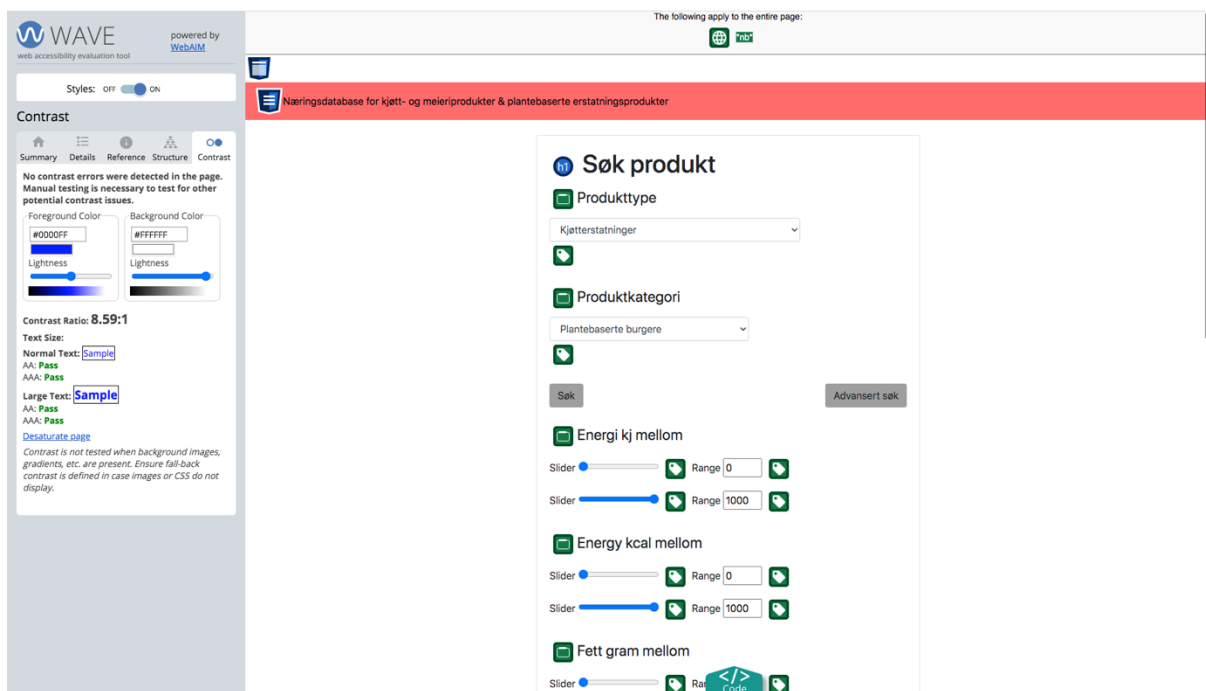 WAVE
web accessibility evaluation tool
powered by
WebAIM
Styles: OFF ON
Contrast
Summary Details Reference Structure Contrast
No contrast errors were detected in the page.
Manual testing is necessary to test for other
potential contrast issues.
Foreground Color
#0000FF
Lightness
Background Color
#FFFFFF
Lightness
Contrast Ratio: 8.59:1
Text Size:
Normal Text: Sample
AA: Pass
AAA: Pass
Large Text: Sample
AA: Pass
AAA: Pass
Desaturate page
Contrast is not tested when background images,
gradients, etc. are present. Ensure fall-back
contrast is defined in case images or CSS do not
display.
The following apply to the entire page:
"nb"
Næringsdatabase for kjøtt- og meieriprodukter & plantebaserte erstatningsprodukter
h1 Søk produkt
Produkttype
Kjøtterstatninger
Produktkategori
Plantebaserte burgere
Søk Advansert søk
Energi kj mellom
Slider Range 0
Slider Range 1000
Energy kcal mellom
Slider Range 0
Slider Range 1000
Fett gram mellom
Slider
</>
Code